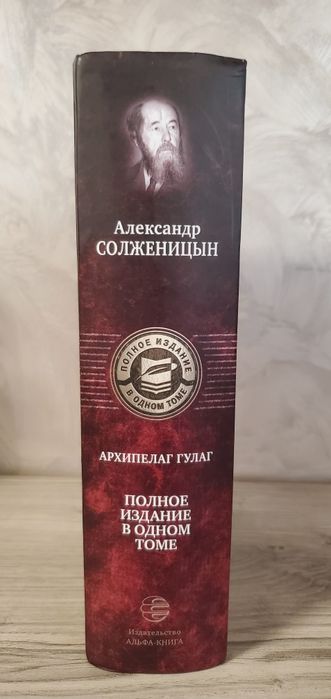 Александр
СОЛЖЕНИЦЫН
ПОЛНОЕ ИЗДАНИЕ
В ОДНОМ ТОМЕ
АРХИПЕЛАГ ГУЛАГ
ПОЛНОЕ
ИЗДАНИЕ
В ОДНОМ
ТОМЕ
Издательство
АЛЬФА-КНИГА